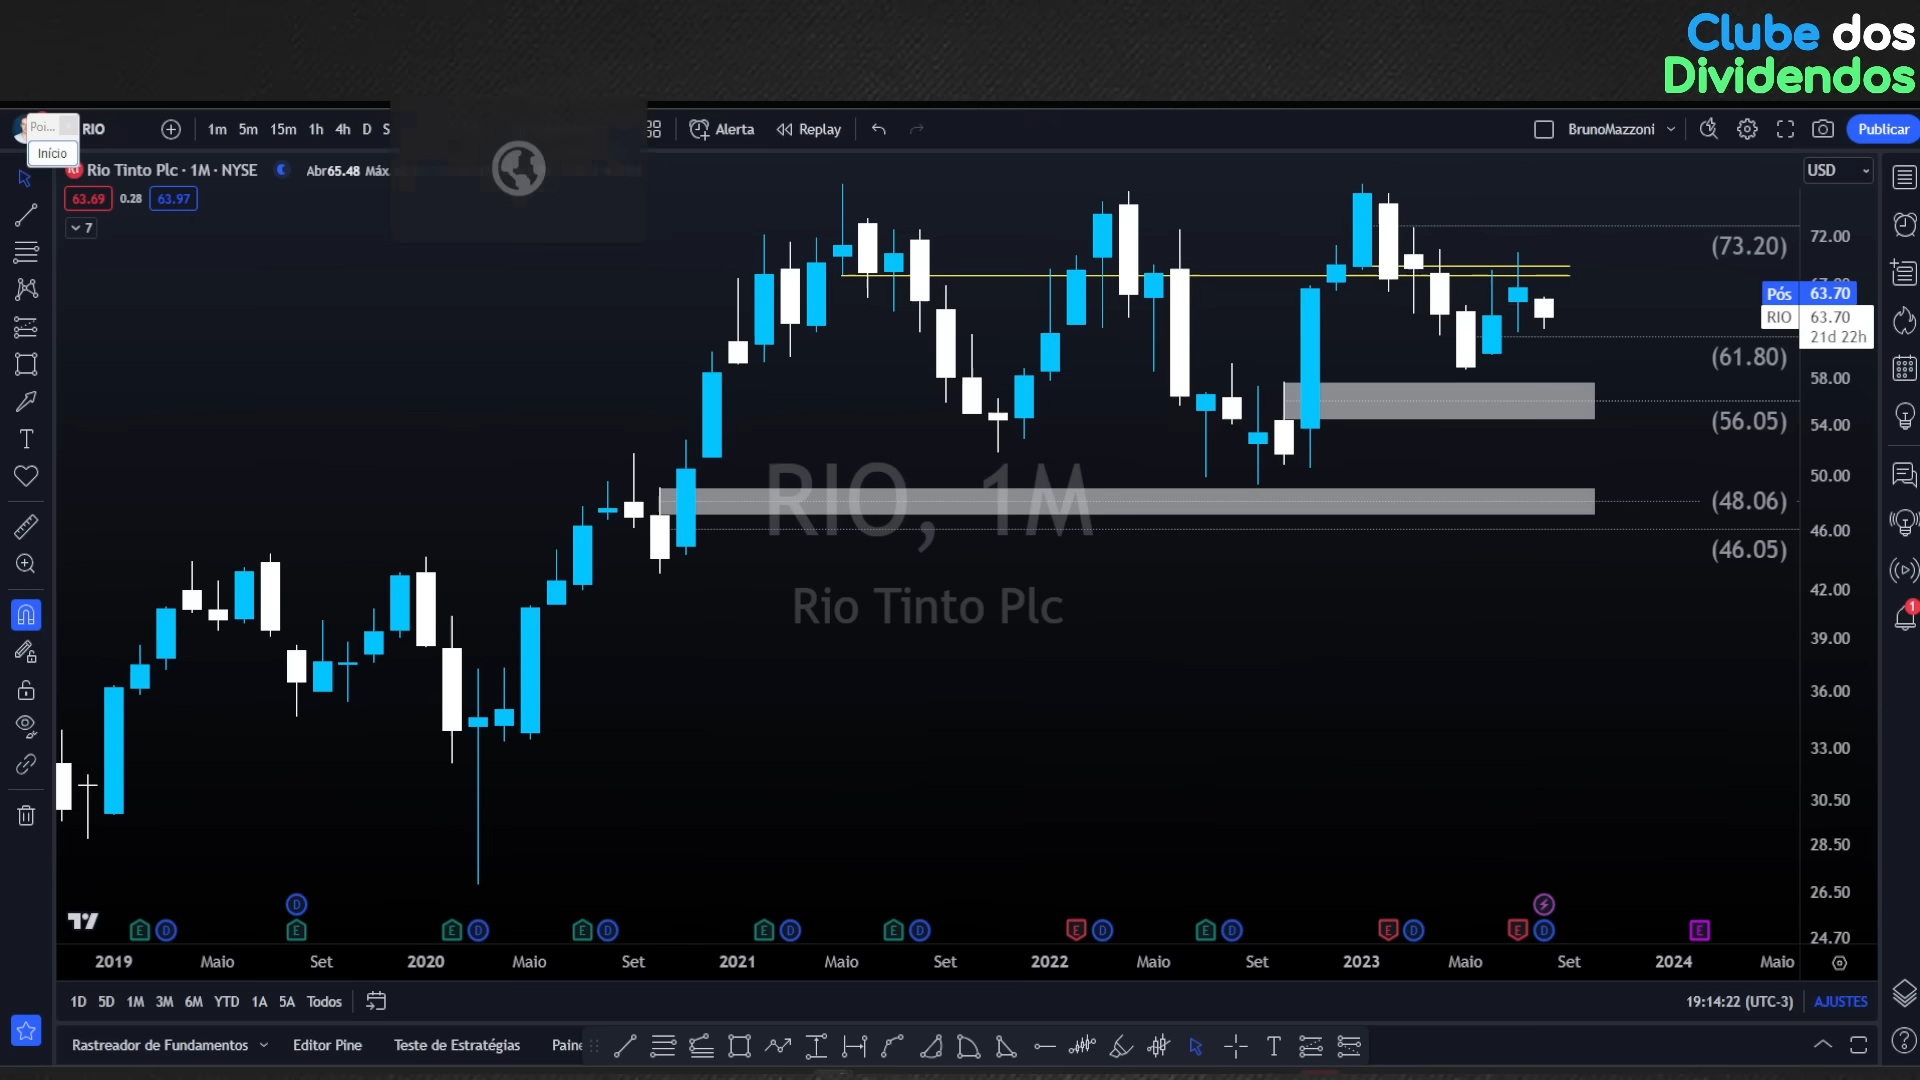 Clube dos
Dividendos
Poi...
Início
RIO
1m 5m 15m 1h 4h D S
Alerta
Replay
BrunoMazzoni
Publicar
Rio Tinto Plc · 1M · NYSE
Abr65.48 Máx
USD
63.69 0.28 63.97
7
72.00
(73.20)
Pós 63.70
RIO 63.70
21d 22h
(61.80)
58.00
(56.05)
54.00
RIO, 1M
50.00
(48.06)
46.00
(46.05)
Rio Tinto Plc
42.00
39.00
36.00
33.00
30.50
28.50
26.50
24.70
D
E D E E D E D E D E D E D E D E D E D E
2019 Maio Set 2020 Maio Set 2021 Maio Set 2022 Maio Set 2023 Maio Set 2024 Maio
1D 5D 1M 3M 6M YTD 1A 5A Todos
19:14:22 (UTC-3) AJUSTES
Rastreador de Fundamentos Editor Pine Teste de Estratégias Paine
1